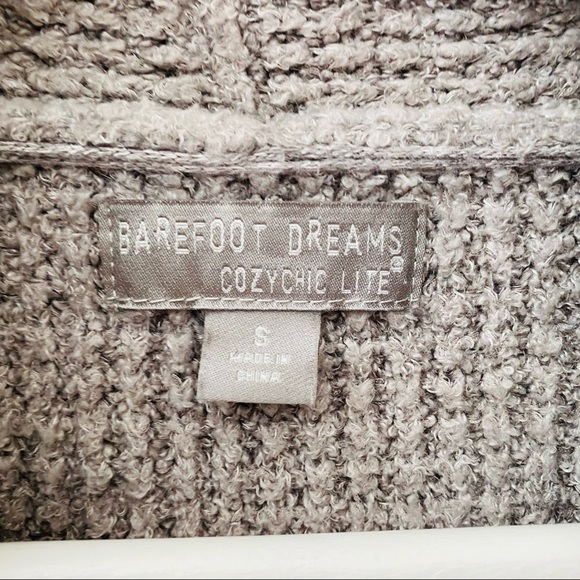 BAREFOOT DREAMS®
COZYCHIC LITE
S
MADE IN
CHINA